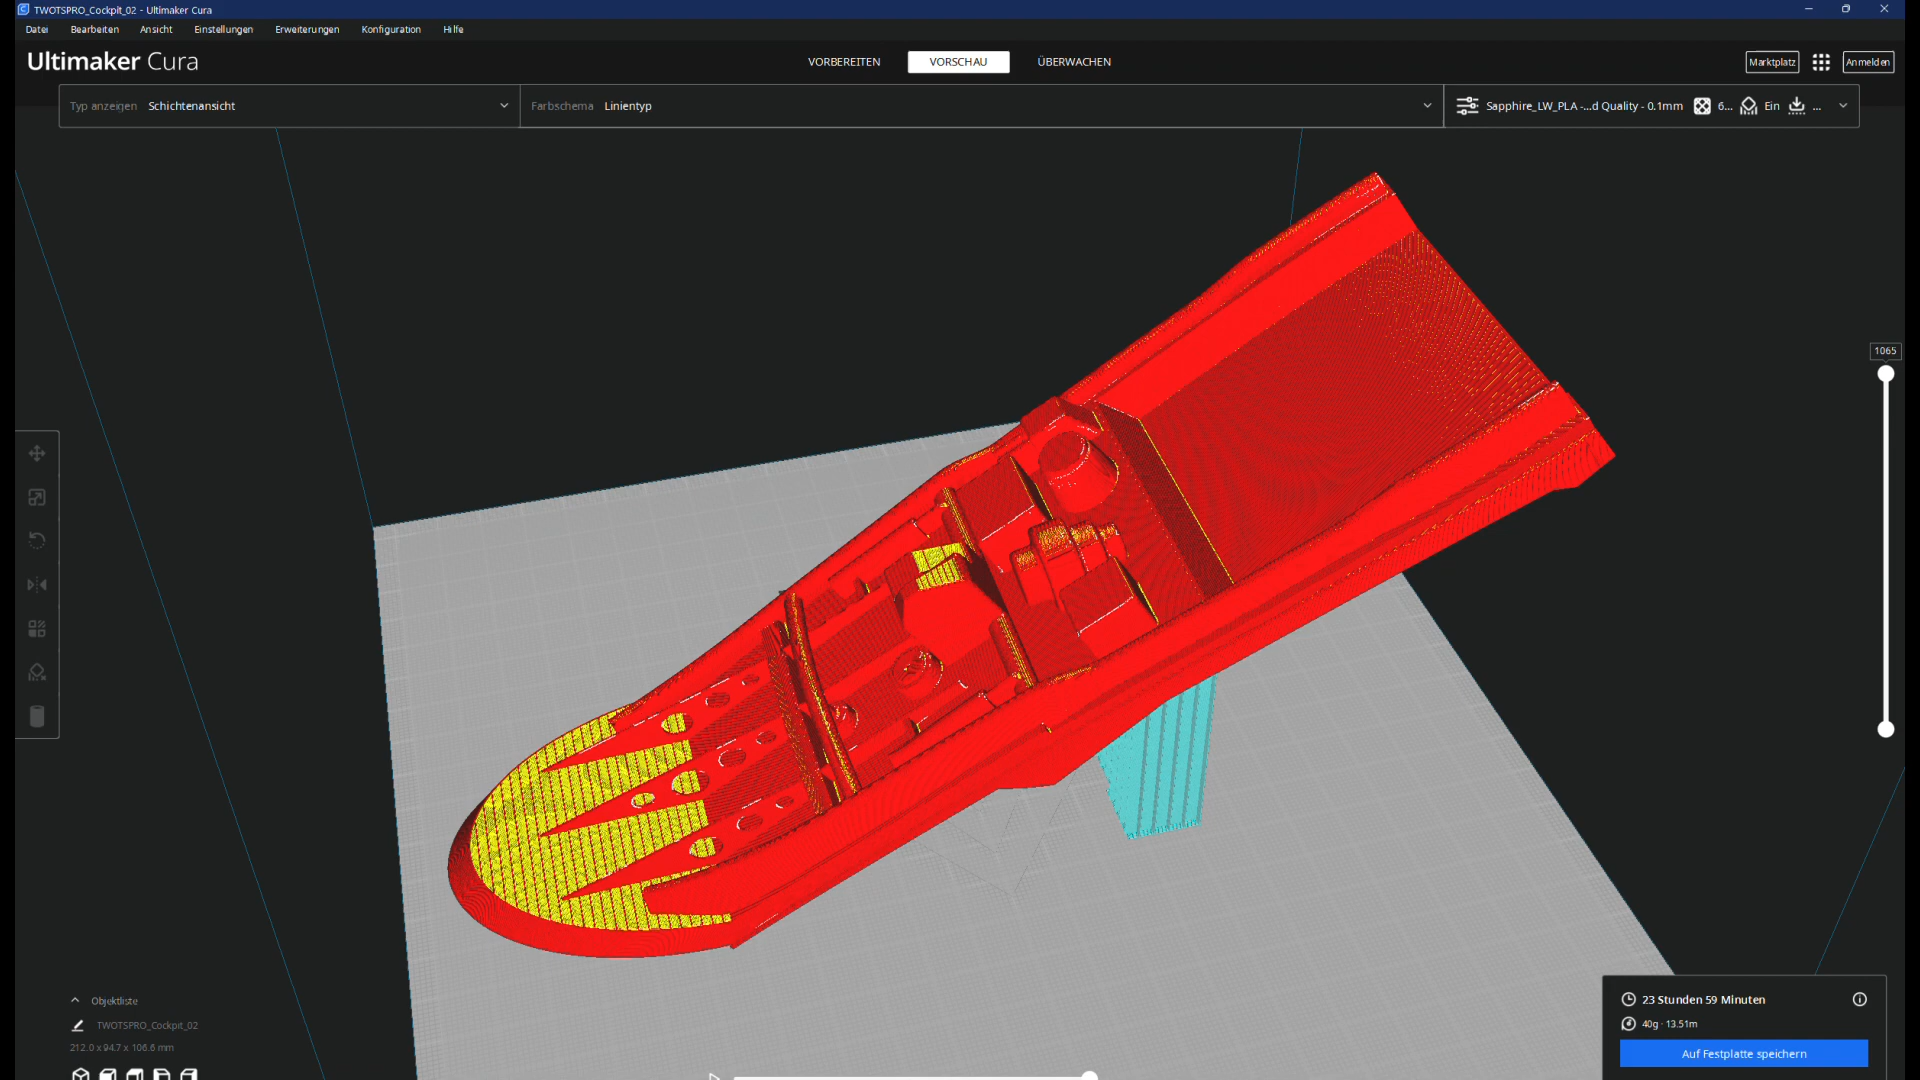 TWOTSPRO_Cockpit_02 - Ultimaker Cura
Datei Bearbeiten Ansicht Einstellungen Erweiterungen Konfiguration Hilfe
Ultimaker Cura VORBEREITEN VORSCHAU ÜBERWACHEN Marktplatz Anmelden
Typ anzeigen Schichtenansicht Farbschema Linientyp Sapphire_LW_PLA -...d Quality - 0.1mm 6... Ein ...
1065
Objektliste
TWOTSPRO_Cockpit_02
212.0 x 94.7 x 106.6 mm
23 Stunden 59 Minuten
40g · 13.51m
Auf Festplatte speichern